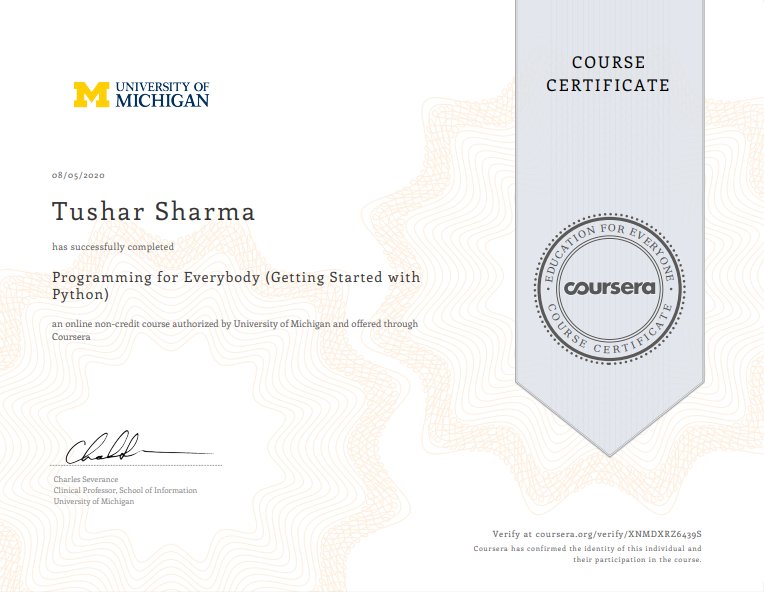 UNIVERSITY OF
MICHIGAN
COURSE
CERTIFICATE
08/05/2020
Tushar Sharma
has successfully completed
Programming for Everybody (Getting Started with
Python)
an online non-credit course authorized by University of Michigan and offered through
Coursera
EDUCATION FOR EVERYONE
coursera
COURSE CERTIFICATE
Charles Severance
Clinical Professor, School of Information
University of Michigan
Verify at coursera.org/verify/XNMDXRZ6439S
Coursera has confirmed the identity of this individual and
their participation in the course.